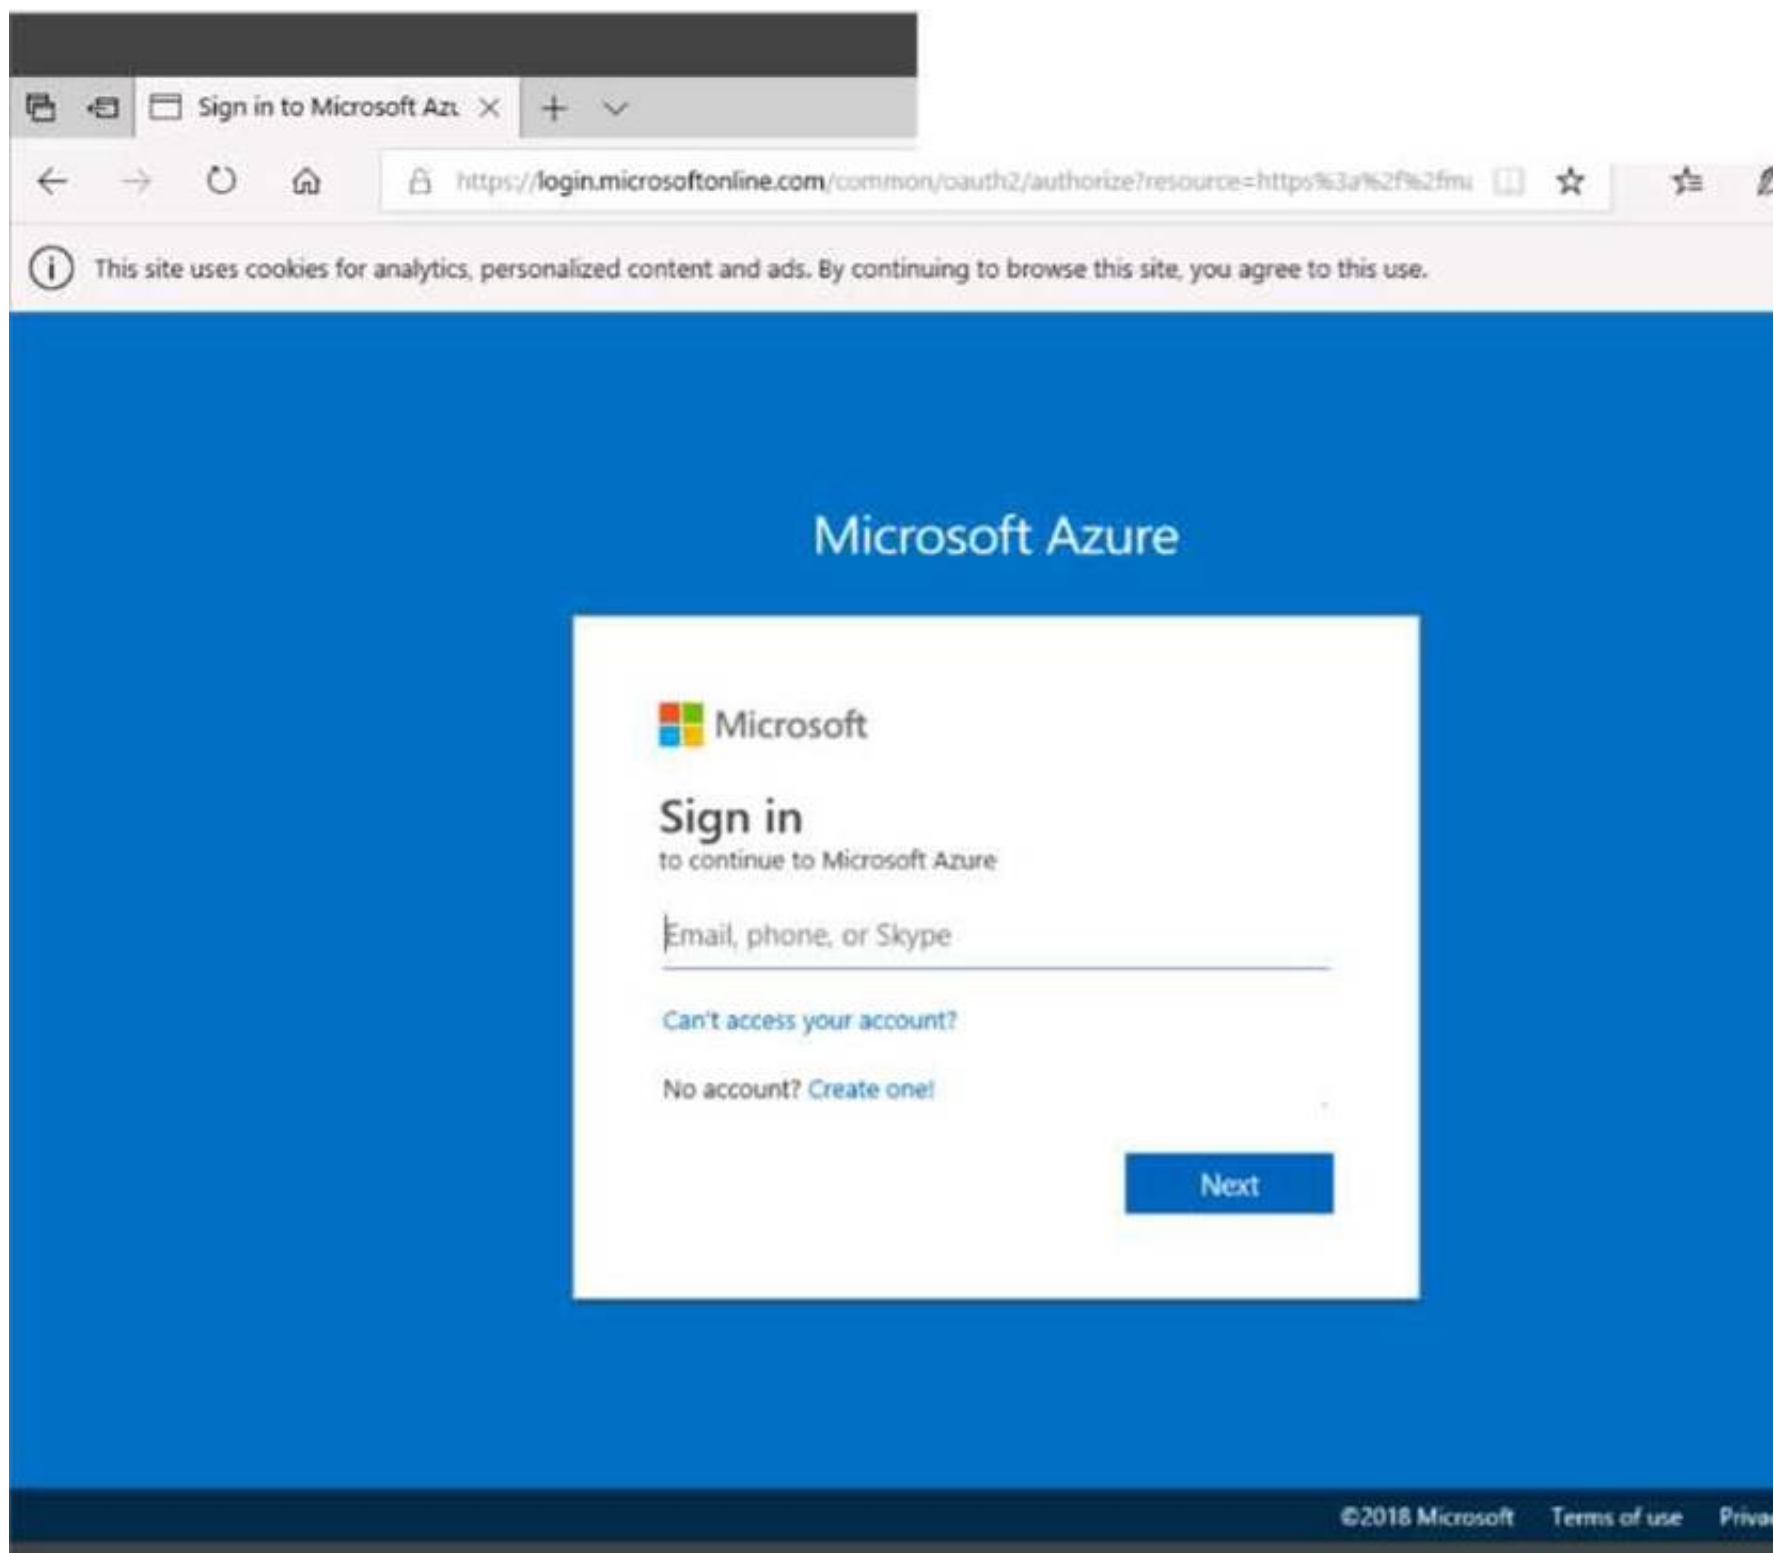 Sign in to Microsoft Azu
https://login.microsoftonline.com/common/oauth2/authorize?resource=https%3a%2f%2fma
This site uses cookies for analytics, personalized content and ads. By continuing to browse this site, you agree to this use.
Microsoft Azure
Microsoft
Sign in
to continue to Microsoft Azure
Email, phone, or Skype
Can't access your account?
No account? Create one!
Next
©2018 Microsoft Terms of use Priva